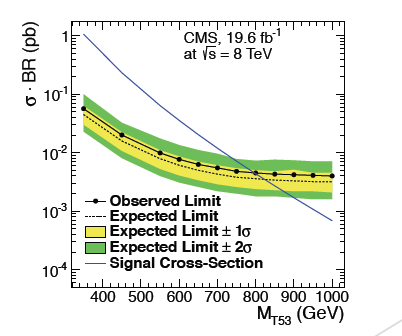 CMS, 19.6 fb⁻¹
at √s = 8 TeV
σ · BR (pb)
1
10⁻¹
10⁻²
10⁻³
10⁻⁴
Observed Limit
Expected Limit
Expected Limit ± 1σ
Expected Limit ± 2σ
Signal Cross-Section
400 500 600 700 800 900 1000
M_T53 (GeV)